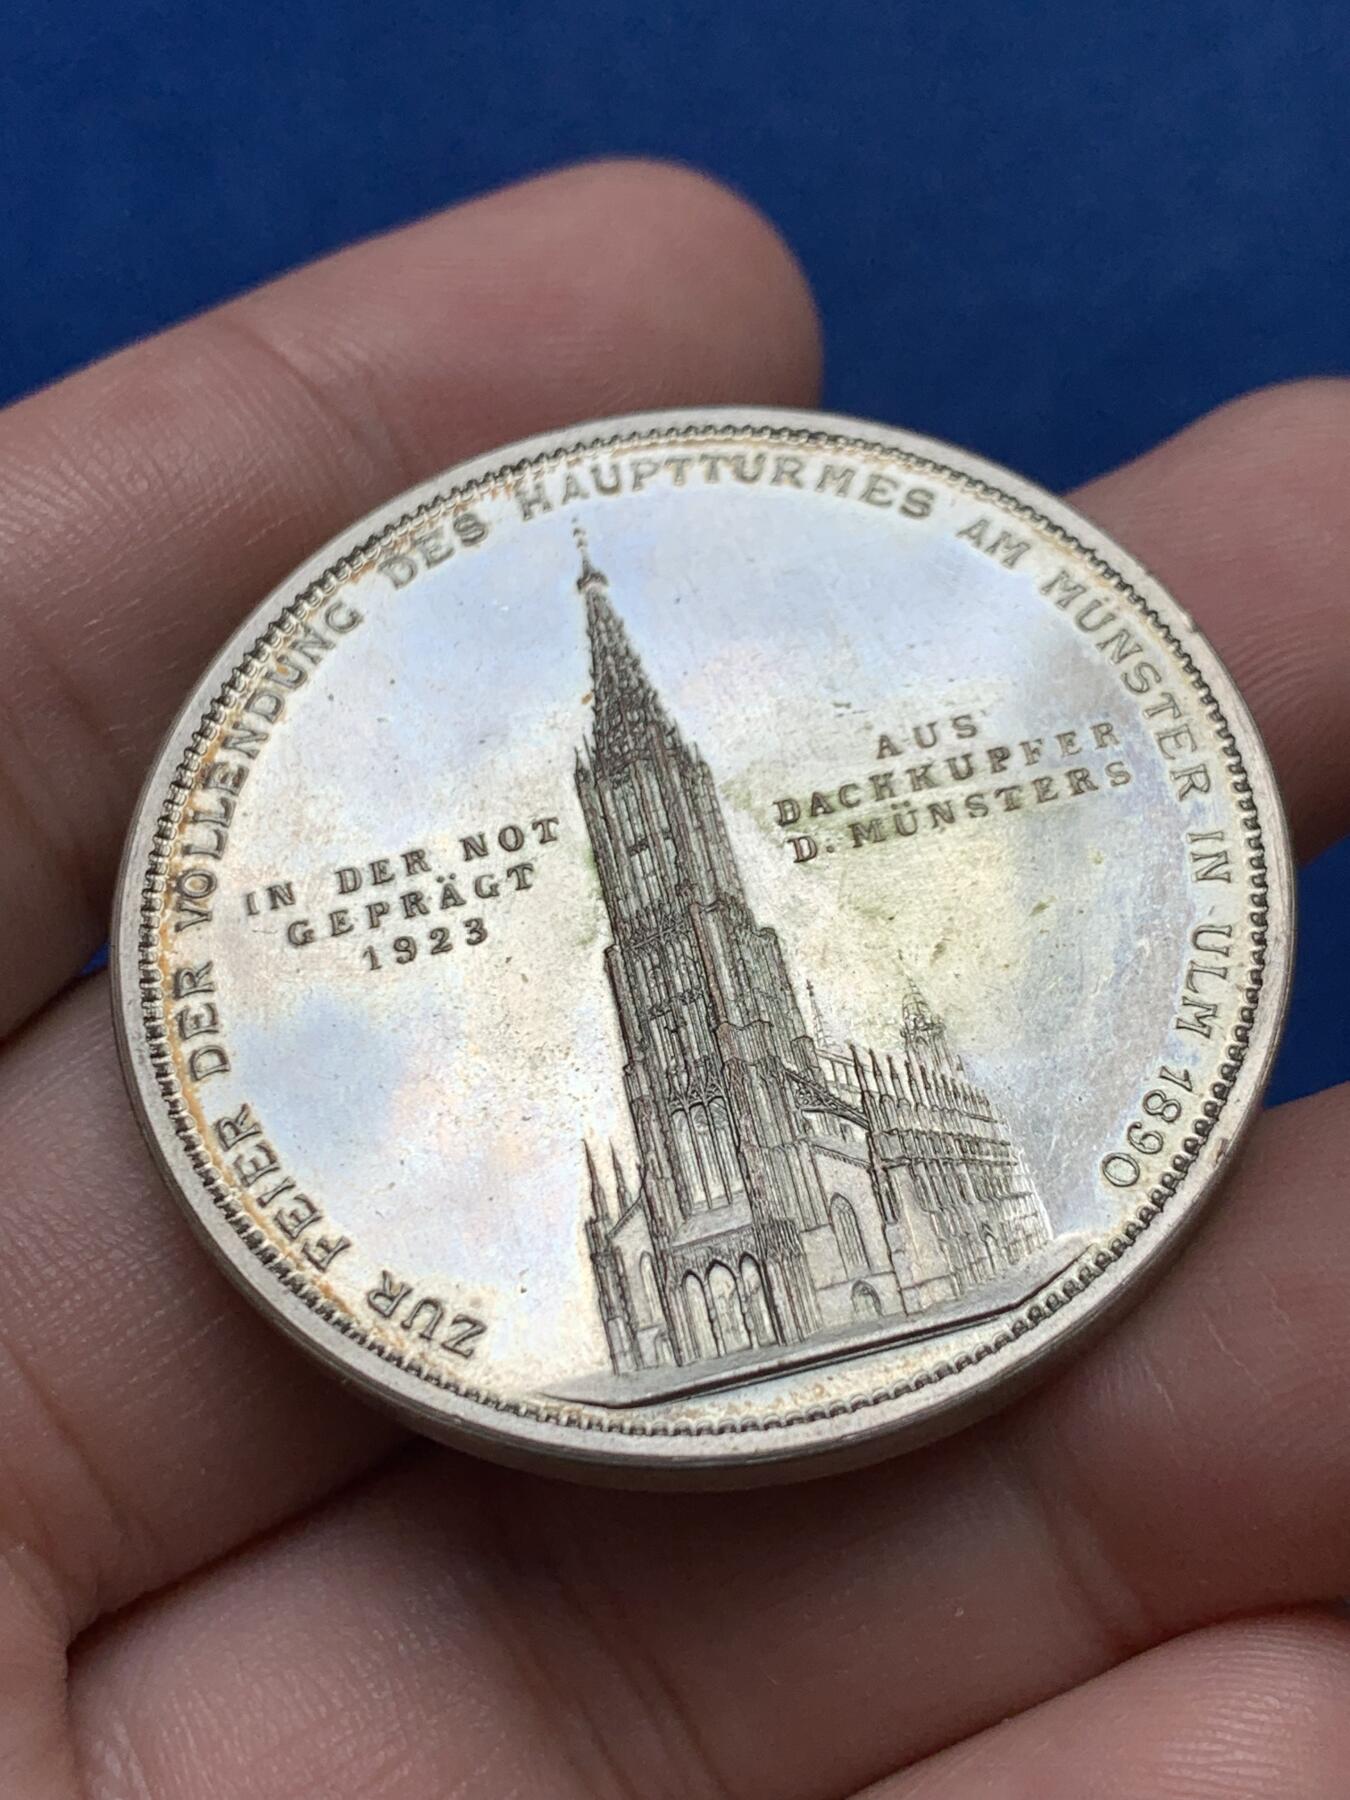 ZUR FEIER DER VOLLENDUNG DES HAUPTTURMES AM MÜNSTER IN ULM 1890
IN DER NOT
GEPRÄGT
1923
AUS
DACHKUPFER
D. MÜNSTERS